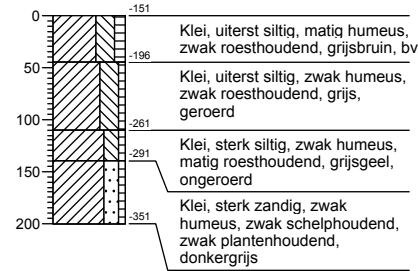 0
50
100
150
200
-151
Klei, uiterst siltig, matig humeus,
zwak roesthoudend, grijsbruin, bv
-196
Klei, uiterst siltig, zwak humeus,
zwak roesthoudend, grijs,
geroerd
-261
Klei, sterk siltig, zwak humeus,
matig roesthoudend, grijsgeel,
ongeroerd
-291
Klei, sterk zandig, zwak
humeus, zwak schelphoudend,
zwak plantenhoudend,
donkergrijs
-351